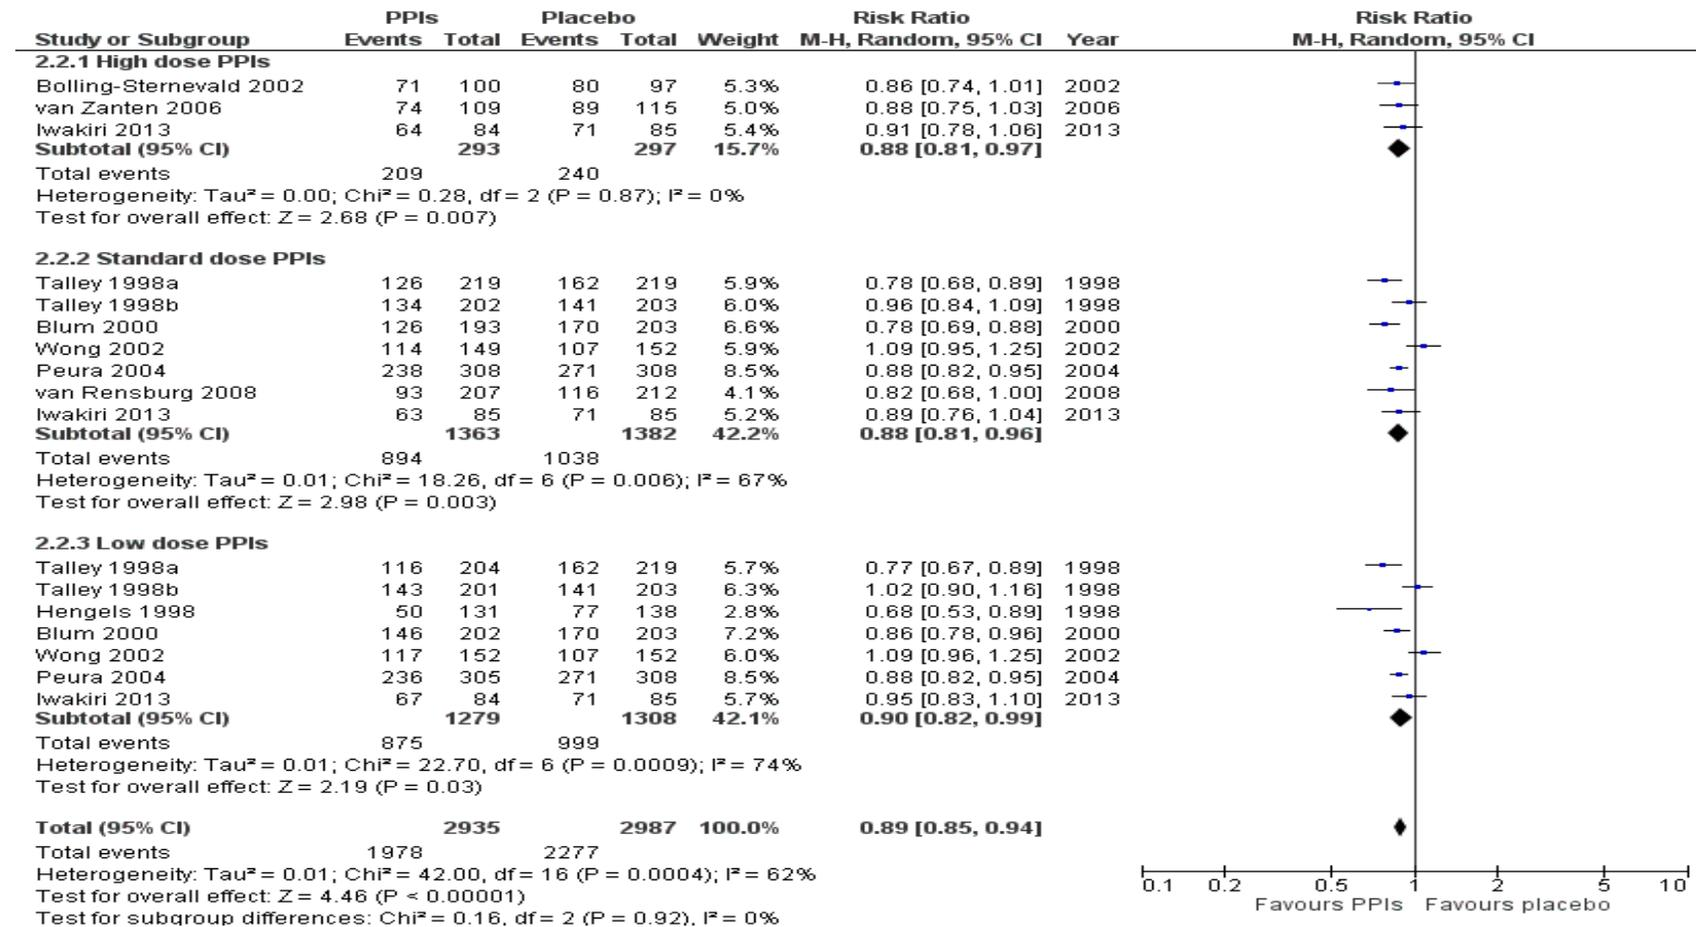 PPIs Placebo Risk Ratio Risk Ratio
Study or Subgroup Events Total Events Total Weight M-H, Random, 95% CI Year M-H, Random, 95% CI
2.2.1 High dose PPIs
Bolling-Sternevald 2002 71 100 80 97 5.3% 0.86 [0.74, 1.01] 2002
van Zanten 2006 74 109 89 115 5.0% 0.88 [0.75, 1.03] 2006
Iwakiri 2013 64 84 71 85 5.4% 0.91 [0.78, 1.06] 2013
Subtotal (95% CI) 293 297 15.7% 0.88 [0.81, 0.97]
Total events 209 240
Heterogeneity: Tau² = 0.00; Chi² = 0.28, df = 2 (P = 0.87); I² = 0%
Test for overall effect: Z = 2.68 (P = 0.007)
2.2.2 Standard dose PPIs
Talley 1998a 126 219 162 219 5.9% 0.78 [0.68, 0.89] 1998
Talley 1998b 134 202 141 203 6.0% 0.96 [0.84, 1.09] 1998
Blum 2000 126 193 170 203 6.6% 0.78 [0.69, 0.88] 2000
Wong 2002 114 149 107 152 5.9% 1.09 [0.95, 1.25] 2002
Peura 2004 238 308 271 308 8.5% 0.88 [0.82, 0.95] 2004
van Rensburg 2008 93 207 116 212 4.1% 0.82 [0.68, 1.00] 2008
Iwakiri 2013 63 85 71 85 5.2% 0.89 [0.76, 1.04] 2013
Subtotal (95% CI) 1363 1382 42.2% 0.88 [0.81, 0.96]
Total events 894 1038
Heterogeneity: Tau² = 0.01; Chi² = 18.26, df = 6 (P = 0.006); I² = 67%
Test for overall effect: Z = 2.98 (P = 0.003)
2.2.3 Low dose PPIs
Talley 1998a 116 204 162 219 5.7% 0.77 [0.67, 0.89] 1998
Talley 1998b 143 201 141 203 6.3% 1.02 [0.90, 1.16] 1998
Hengels 1998 50 131 77 138 2.8% 0.68 [0.53, 0.89] 1998
Blum 2000 146 202 170 203 7.2% 0.86 [0.78, 0.96] 2000
Wong 2002 117 152 107 152 6.0% 1.09 [0.96, 1.25] 2002
Peura 2004 236 305 271 308 8.5% 0.88 [0.82, 0.95] 2004
Iwakiri 2013 67 84 71 85 5.7% 0.95 [0.83, 1.10] 2013
Subtotal (95% CI) 1279 1308 42.1% 0.90 [0.82, 0.99]
Total events 875 999
Heterogeneity: Tau² = 0.01; Chi² = 22.70, df = 6 (P = 0.0009); I² = 74%
Test for overall effect: Z = 2.19 (P = 0.03)
Total (95% CI) 2935 2987 100.0% 0.89 [0.85, 0.94]
Total events 1978 2277
Heterogeneity: Tau² = 0.01; Chi² = 42.00, df = 16 (P = 0.0004); I² = 62%
Test for overall effect: Z = 4.46 (P < 0.00001)
Test for subgroup differences: Chi² = 0.16, df = 2 (P = 0.92), I² = 0%
0.1 0.2 0.5 1 2 5 10
Favours PPIs Favours placebo